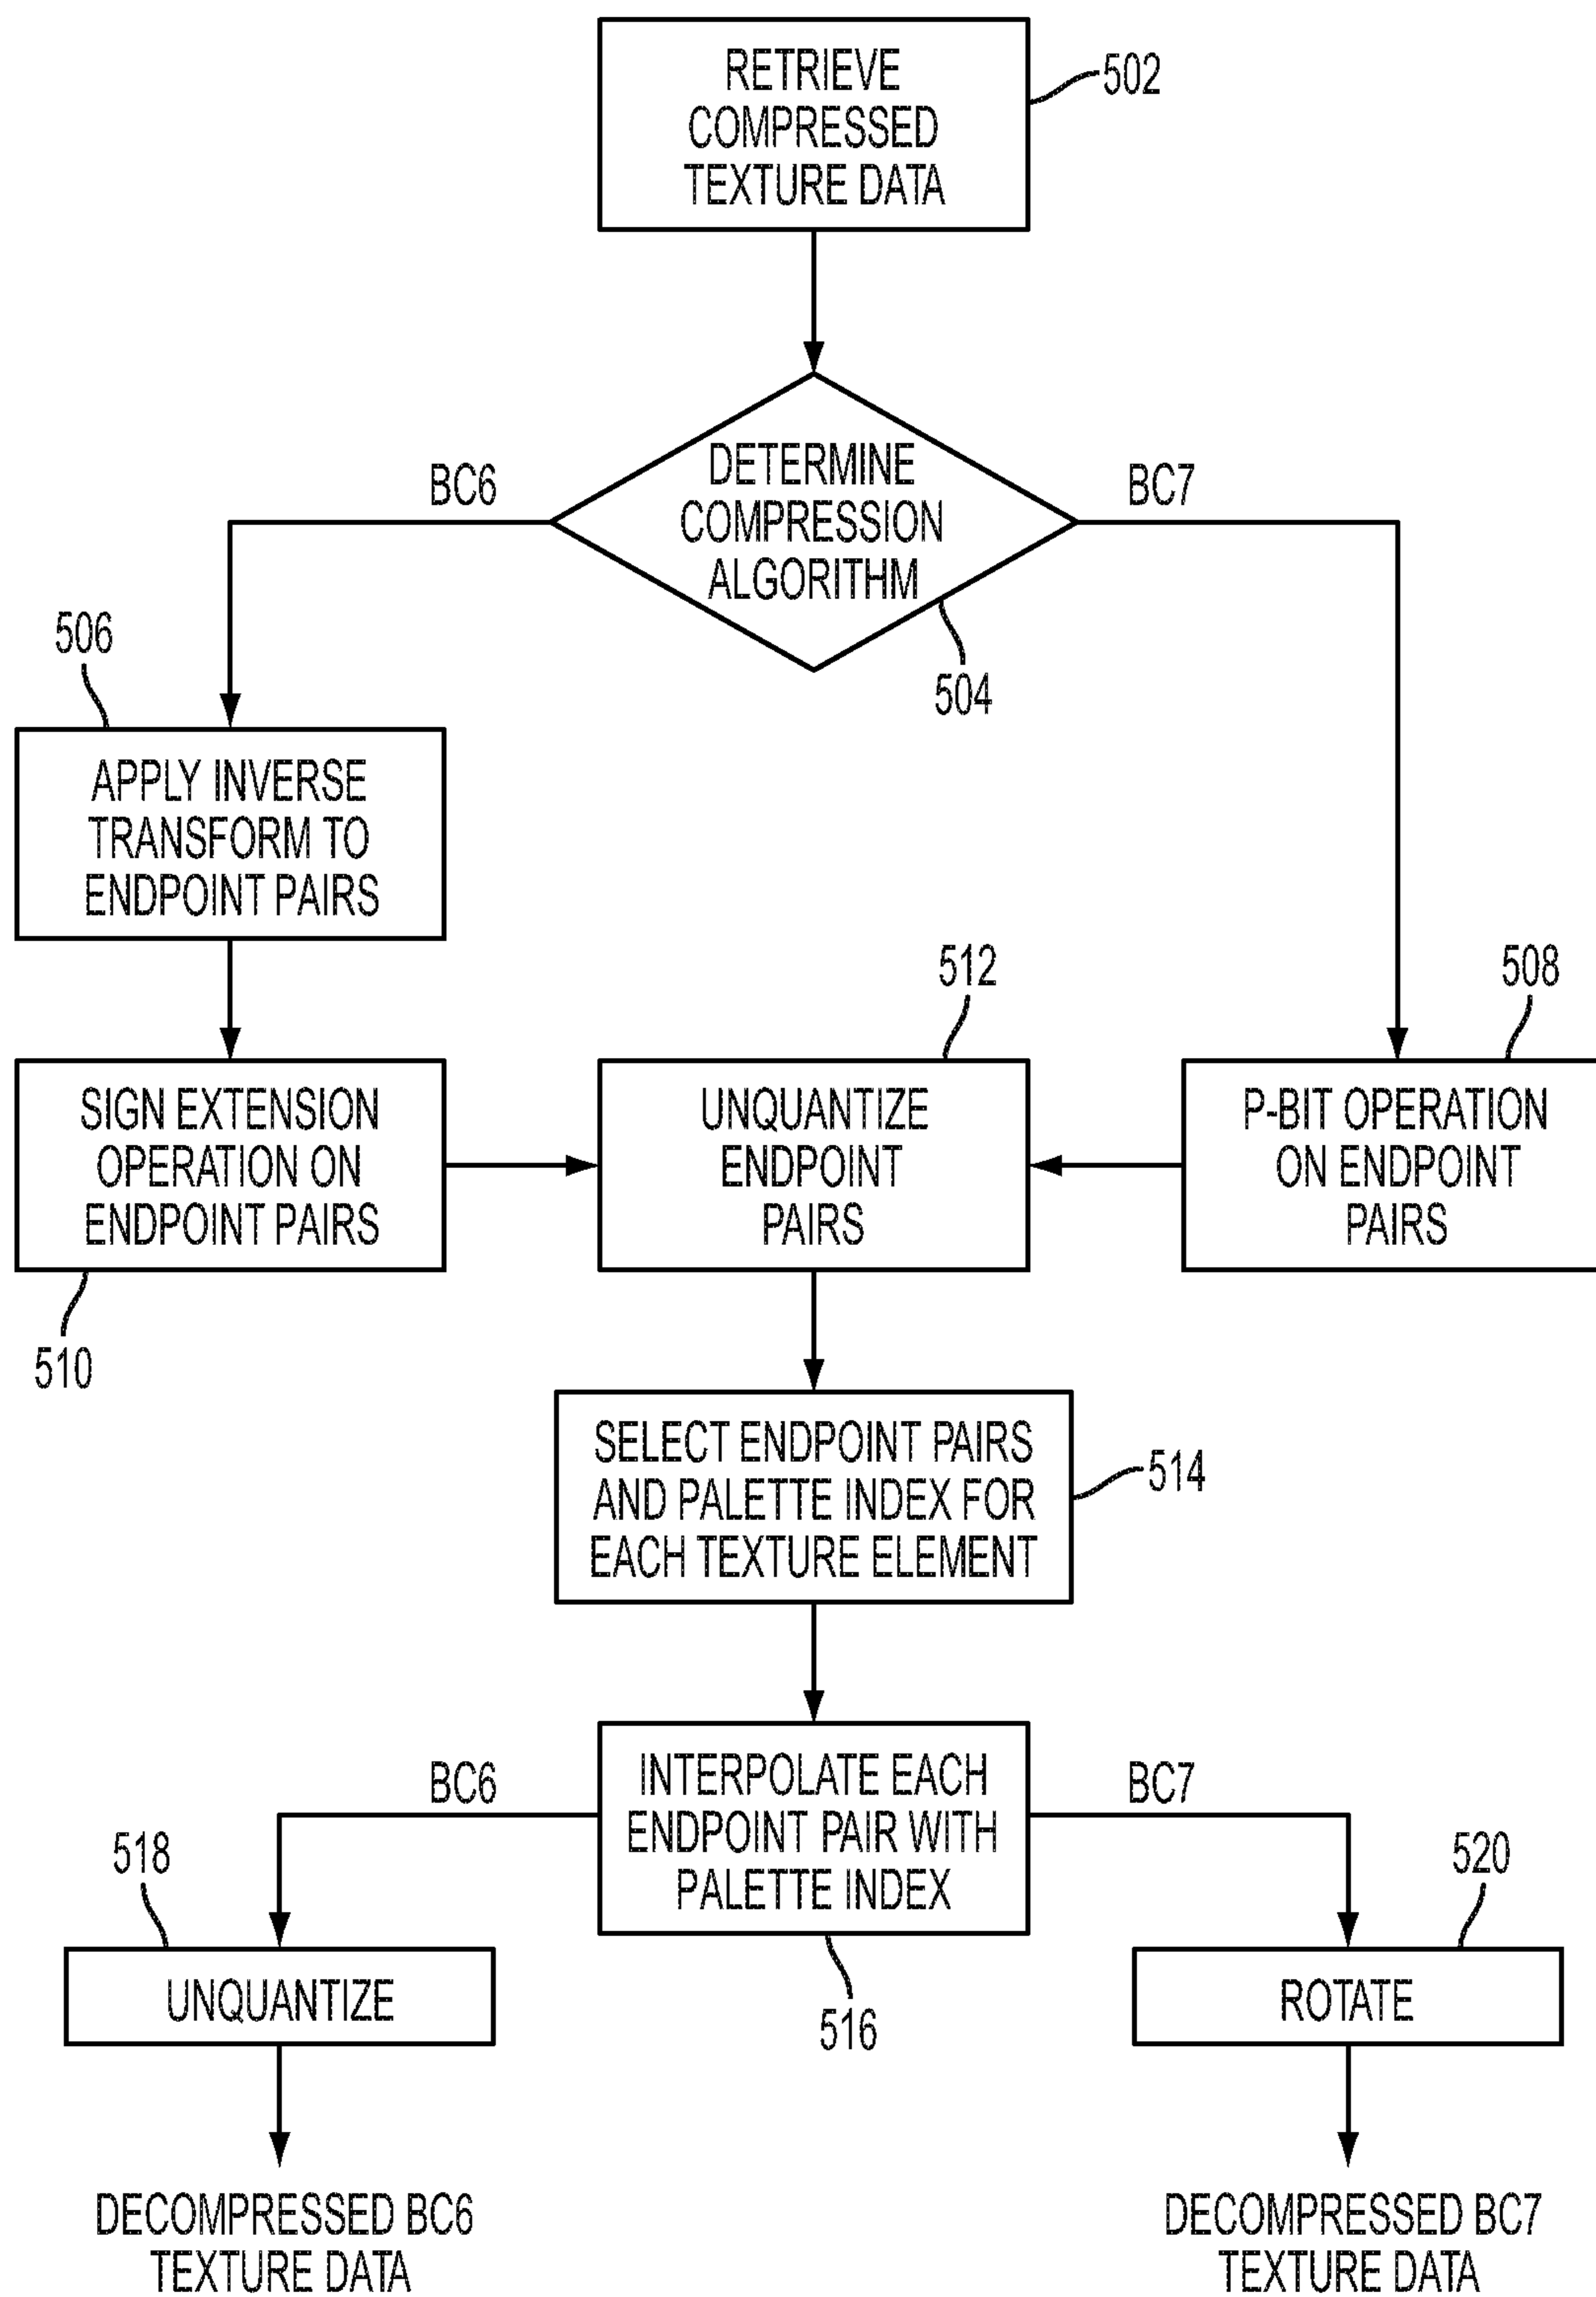 RETRIEVE
COMPRESSED
TEXTURE DATA
502
DETERMINE
COMPRESSION
ALGORITHM
504
BC6
BC7
506
APPLY INVERSE
TRANSFORM TO
ENDPOINT PAIRS
512
508
SIGN EXTENSION
OPERATION ON
ENDPOINT PAIRS
510
UNQUANTIZE
ENDPOINT
PAIRS
P-BIT OPERATION
ON ENDPOINT
PAIRS
SELECT ENDPOINT PAIRS
AND PALETTE INDEX FOR
EACH TEXTURE ELEMENT
514
BC6
INTERPOLATE EACH
ENDPOINT PAIR WITH
PALETTE INDEX
BC7
516
518
UNQUANTIZE
520
ROTATE
DECOMPRESSED BC6
TEXTURE DATA
DECOMPRESSED BC7
TEXTURE DATA